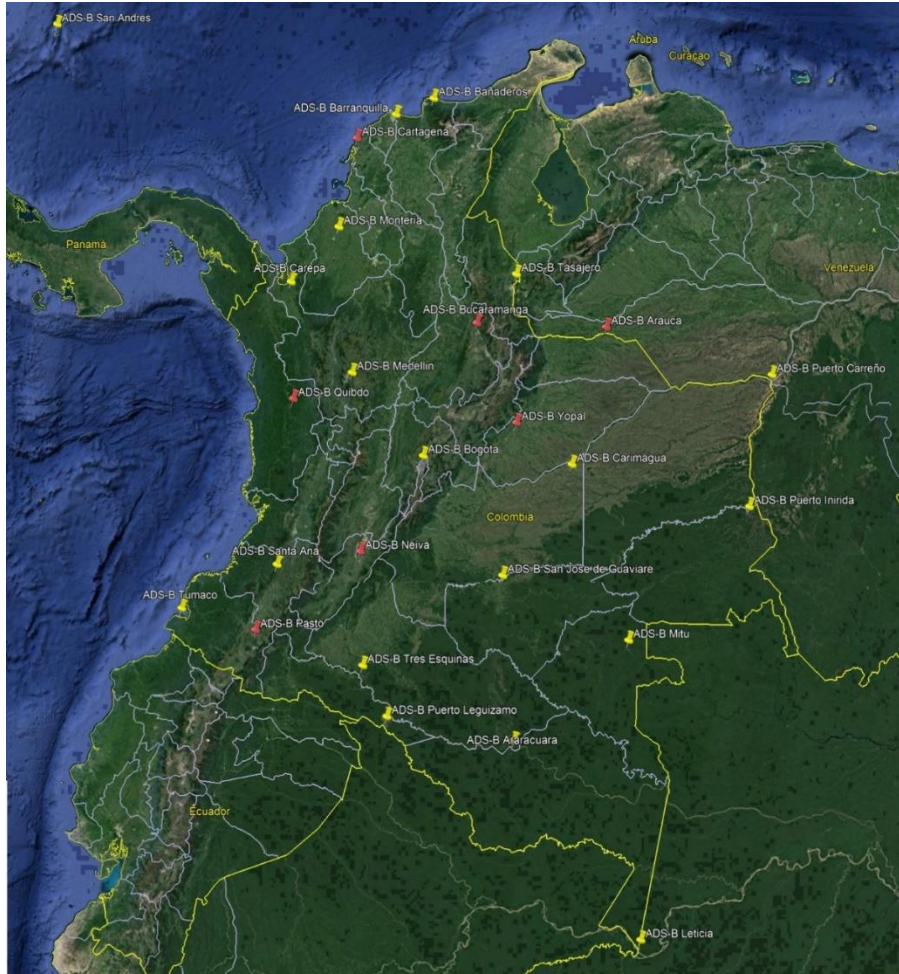 ADS-B San Andres
Aruba
Curaçao
ADS-B Bañaderos
ADS-B Barranquilla
ADS-B Cartagena
ADS-B Monteria
Panamá
ADS-B Carepa
ADS-B Tasajero
Venezuela
ADS-B Bucaramanga
ADS-B Arauca
ADS-B Medellin
ADS-B Puerto Carreño
ADS-B Quibdo
ADS-B Yopal
ADS-B Bogota
ADS-B Carimagua
ADS-B Puerto Inirida
Colombia
ADS-B Neiva
ADS-B Santa Ana
ADS-B San Jose de Guaviare
ADS-B Tumaco
ADS-B Pasto
ADS-B Mitu
ADS-B Tres Esquinas
ADS-B Puerto Leguizamo
ADS-B Araracuara
Ecuador
ADS-B Leticia